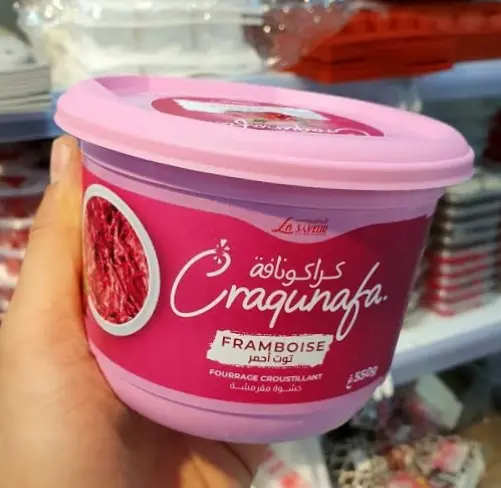 La SAVEUR
كراكونافة
Craqunafa.
FRAMBOISE
توت أحمر
FOURRAGE CROUSTILLANT
حشوة مقرمشة
550g غ